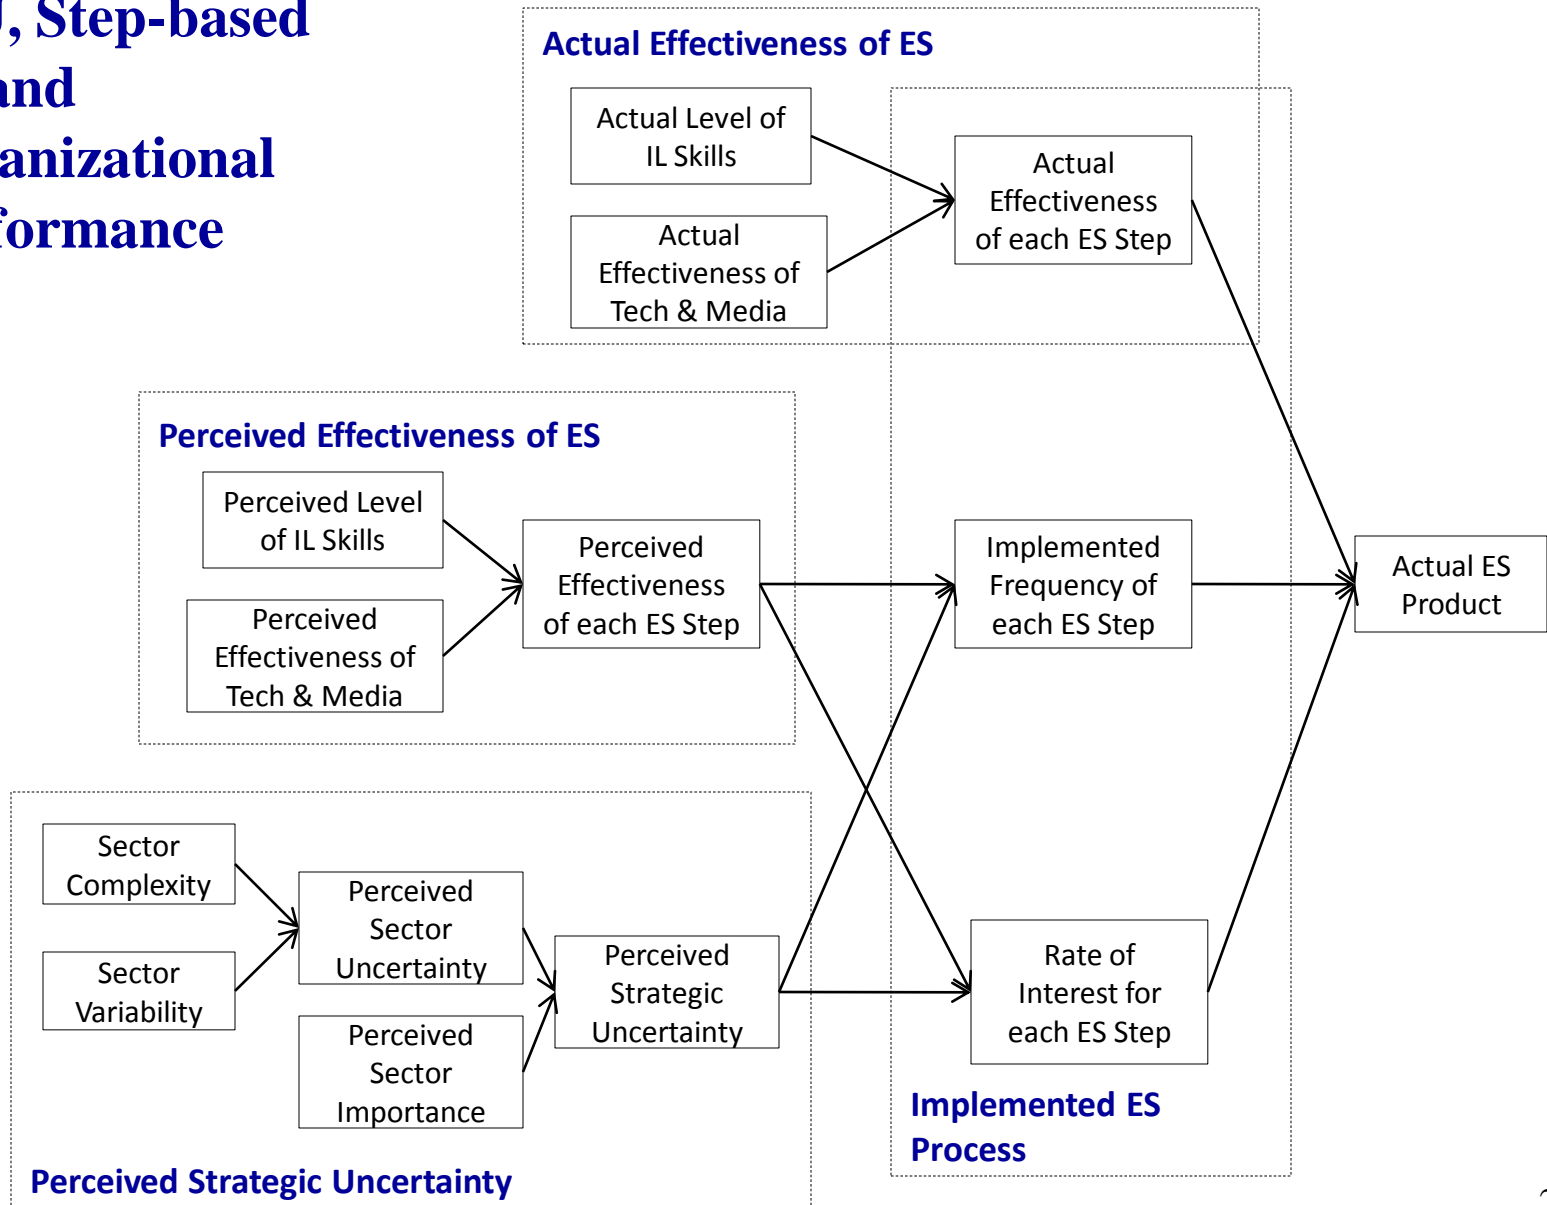 , Step-based
and
anizational
formance
Actual Effectiveness of ES
Actual Level of
IL Skills
Actual
Effectiveness of
Tech & Media
Actual
Effectiveness
of each ES Step
Perceived Effectiveness of ES
Perceived Level
of IL Skills
Perceived
Effectiveness of
Tech & Media
Perceived
Effectiveness
of each ES Step
Implemented
Frequency of
each ES Step
Actual ES
Product
Sector
Complexity
Sector
Variability
Perceived
Sector
Uncertainty
Perceived
Sector
Importance
Perceived
Strategic
Uncertainty
Rate of
Interest for
each ES Step
Implemented ES
Process
Perceived Strategic Uncertainty